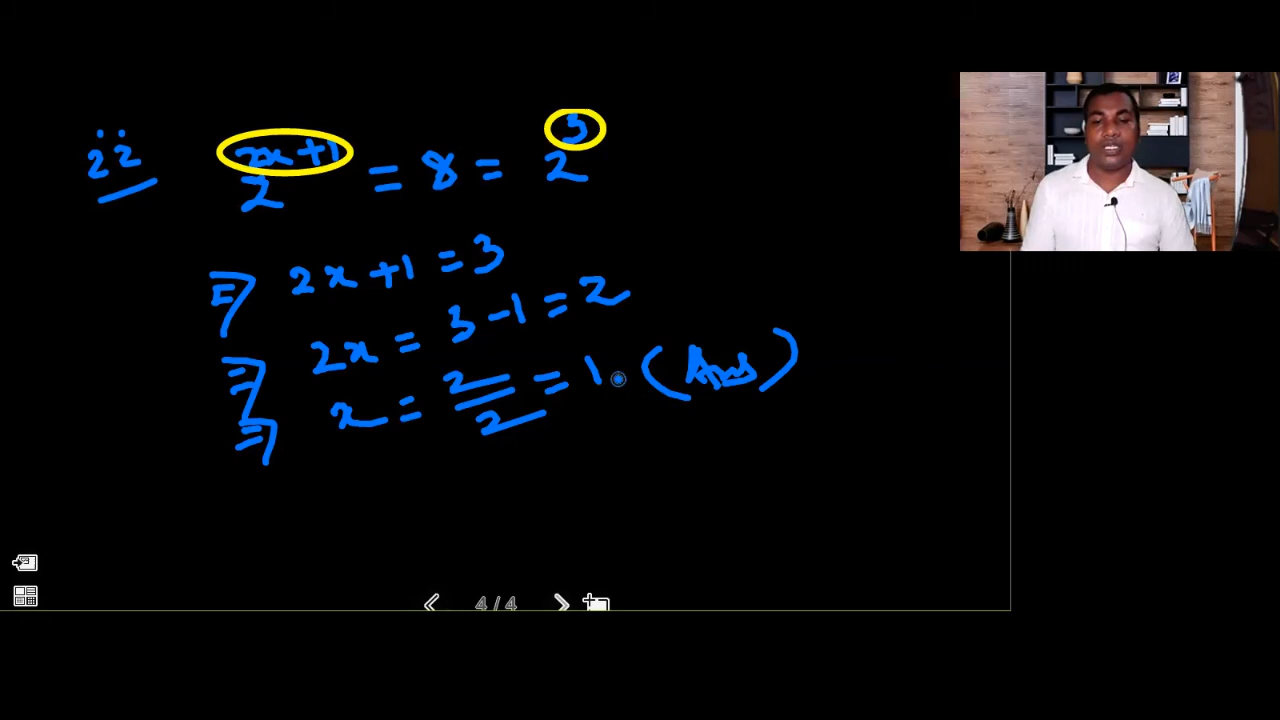 22 2^{2x+1} = 8 = 2^3
⇒ 2x+1 = 3
⇒ 2x = 3-1 = 2
⇒ x = 2/2 = 1 (Ans)
4/4